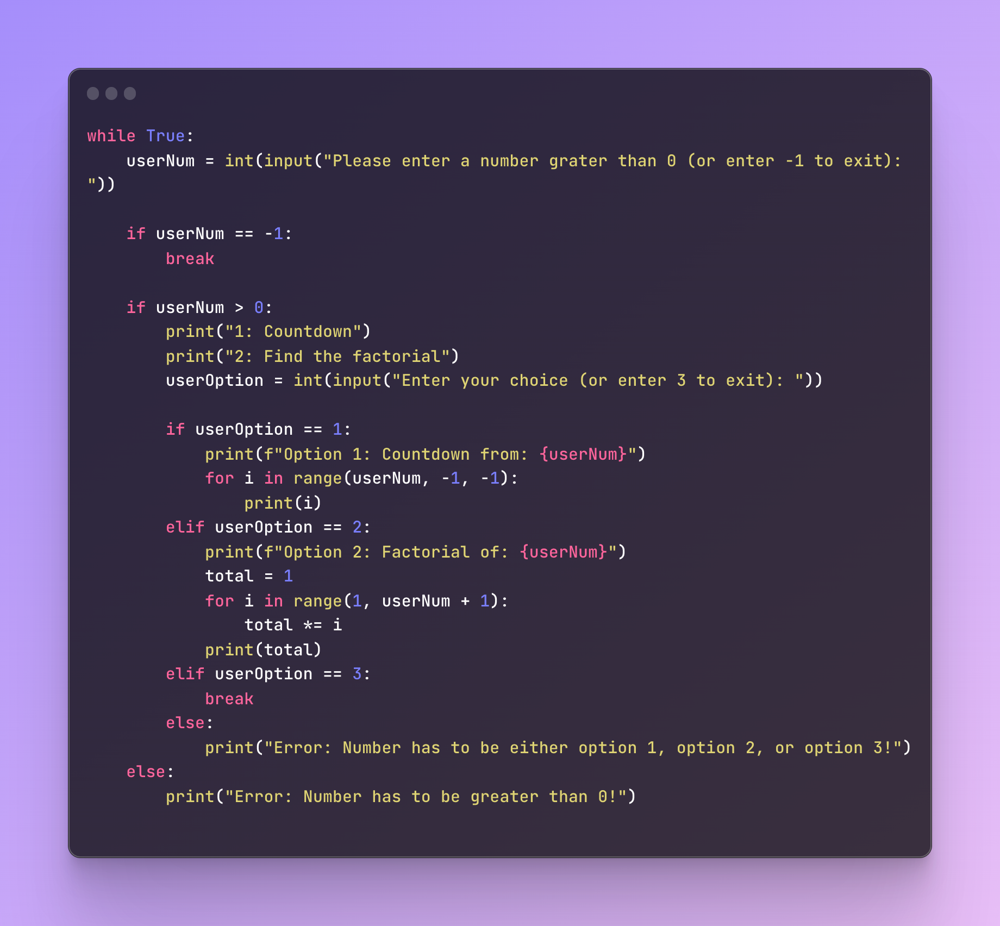 while True:
    userNum = int(input("Please enter a number grater than 0 (or enter -1 to exit):
"))

    if userNum == -1:
        break

    if userNum > 0:
        print("1: Countdown")
        print("2: Find the factorial")
        userOption = int(input("Enter your choice (or enter 3 to exit): "))

        if userOption == 1:
            print(f"Option 1: Countdown from: {userNum}")
            for i in range(userNum, -1, -1):
                print(i)
        elif userOption == 2:
            print(f"Option 2: Factorial of: {userNum}")
            total = 1
            for i in range(1, userNum + 1):
                total *= i
            print(total)
        elif userOption == 3:
            break
        else:
            print("Error: Number has to be either option 1, option 2, or option 3!")
    else:
        print("Error: Number has to be greater than 0!")